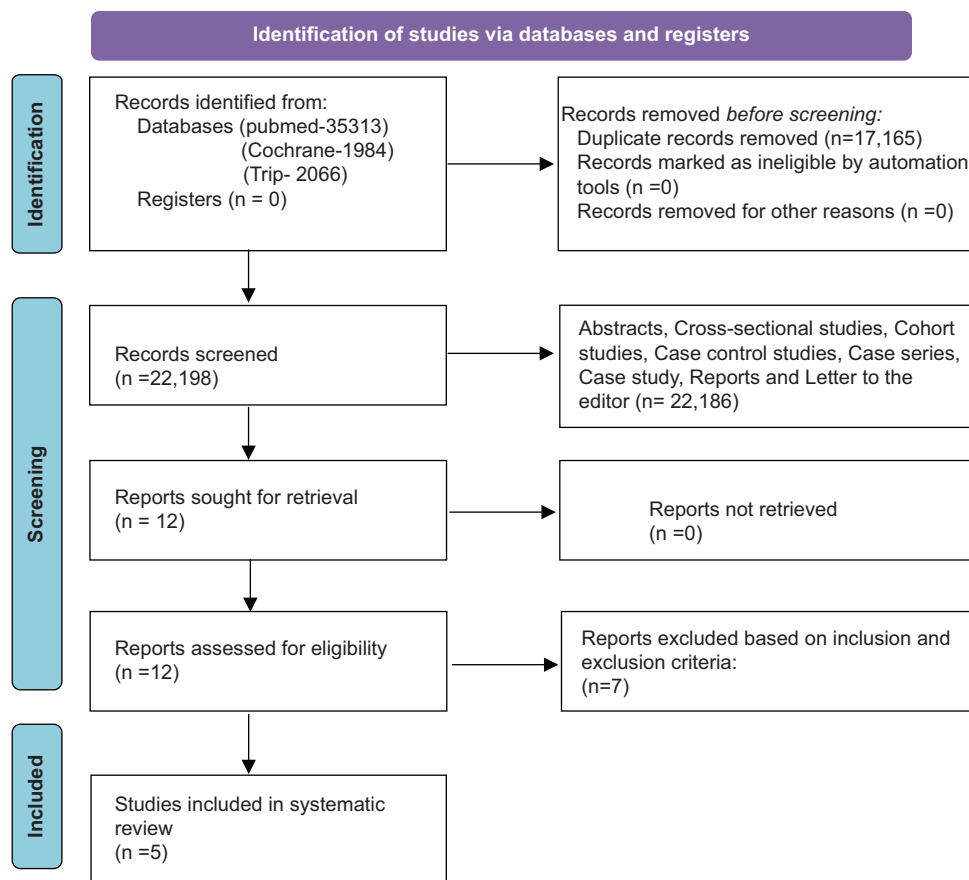 Identification of studies via databases and registers
Identification
Records identified from:
Databases (pubmed-35313)
(Cochrane-1984)
(Trip- 2066)
Registers (n = 0)
Records removed before screening:
Duplicate records removed (n=17,165)
Records marked as ineligible by automation
tools (n =0)
Records removed for other reasons (n =0)
Screening
Records screened
(n =22,198)
Abstracts, Cross-sectional studies, Cohort
studies, Case control studies, Case series,
Case study, Reports and Letter to the
editor (n= 22,186)
Reports sought for retrieval
(n = 12)
Reports not retrieved
(n =0)
Reports assessed for eligibility
(n =12)
Reports excluded based on inclusion and
exclusion criteria:
(n=7)
Included
Studies included in systematic
review
(n =5)